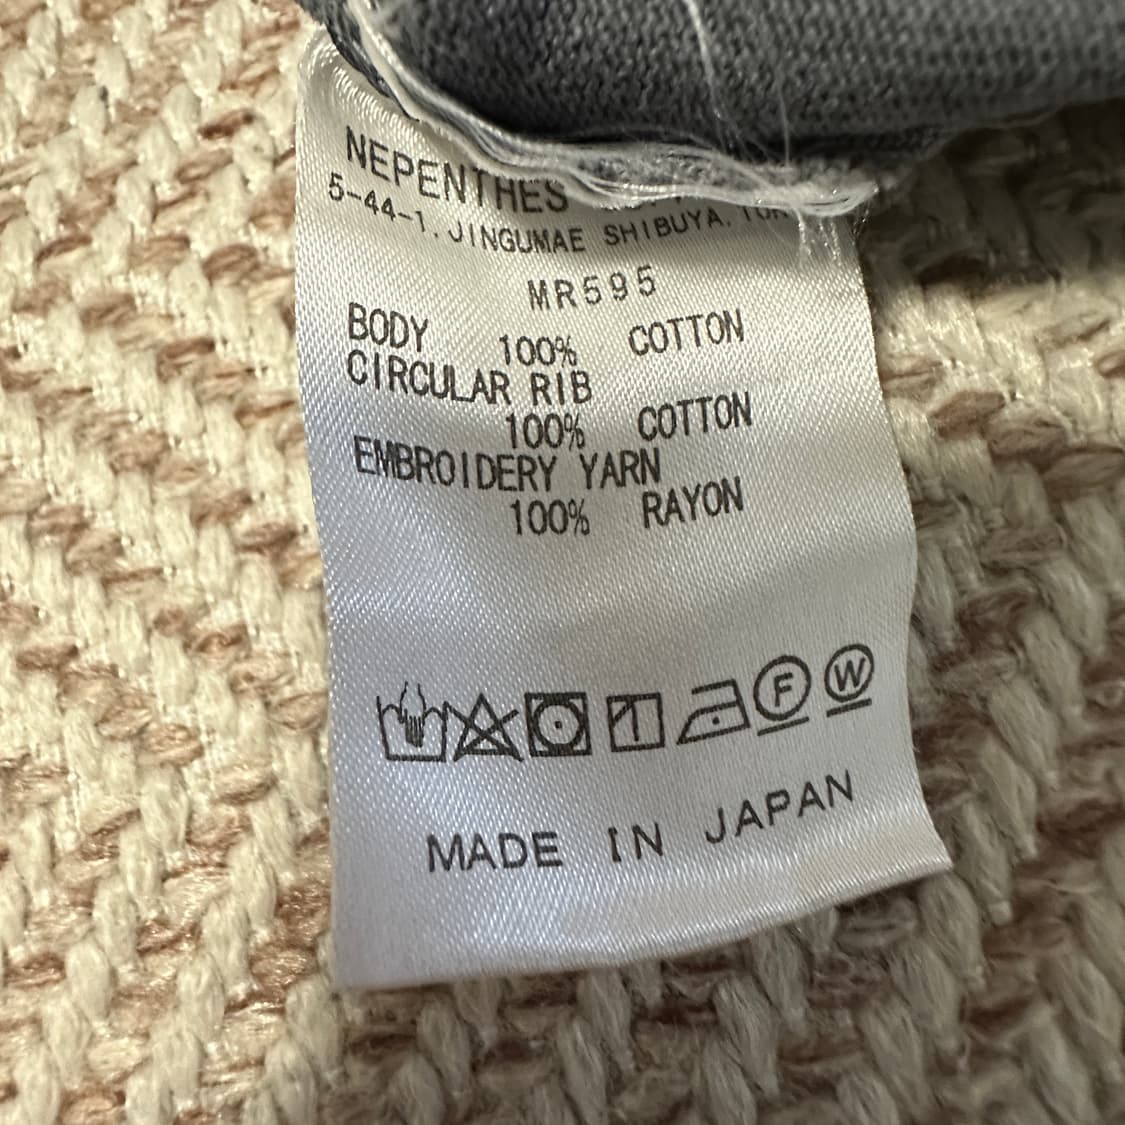 NEPENTHES
5-44-1, JINGUMAE SHIBUYA.
MR595
BODY 100% COTTON
CIRCULAR RIB
100% COTTON
EMBROIDERY YARN
100% RAYON
F W
MADE IN JAPAN